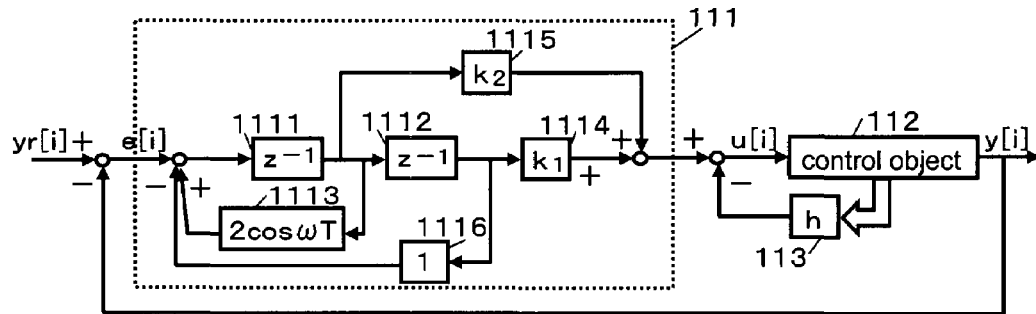 111
1115
k₂
yr[i]
+
−
e[i]
−
+
1111
z⁻¹
1112
z⁻¹
1114
k₁
+
+
+
−
u[i]
112
control object
y[i]
1113
2cosωT
1116
1
h
113